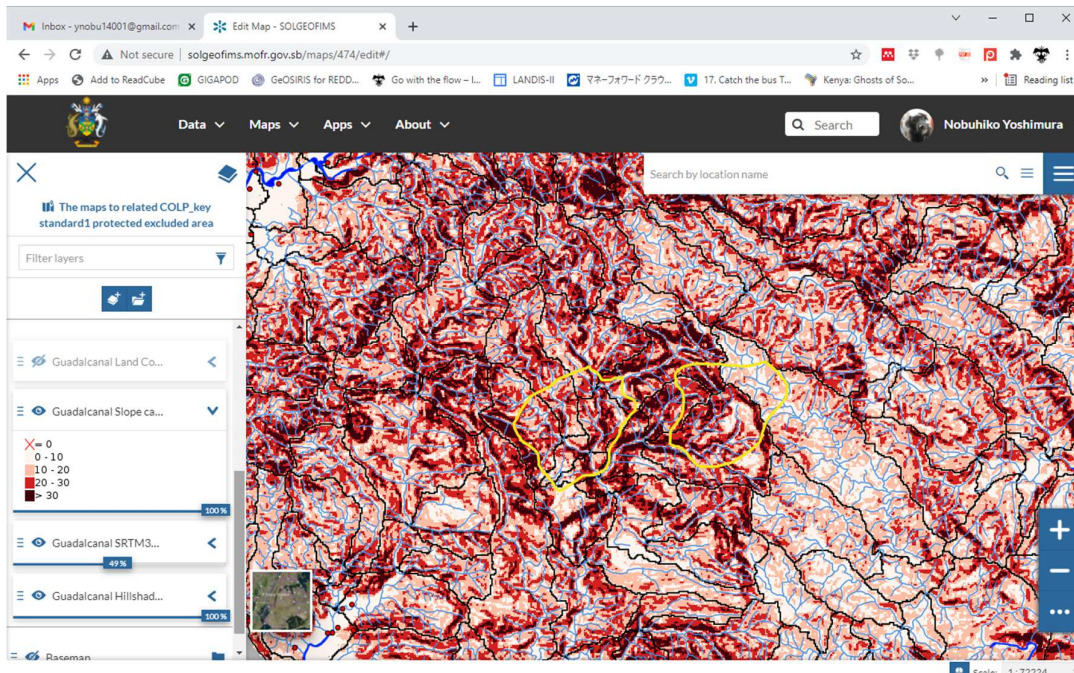 Inbox - ynobu14001@gmail.com
Edit Map - SOLGEOFIMS
Not secure | solgeofims.mofr.gov.sb/maps/474/edit#/
Apps Add to ReadCube GIGAPOD GeOSIRIS for REDD... Go with the flow – I... LANDIS-II マネーフォワード クラウ... 17. Catch the bus T... Kenya: Ghosts of So... » Reading list
Data Maps Apps About Search Nobuhiko Yoshimura
Search by location name
The maps to related COLP_key
standard1 protected excluded area
Filter layers
Guadalcanal Land Co...
Guadalcanal Slope ca...
= 0
0 - 10
10 - 20
20 - 30
> 30
100 %
Guadalcanal SRTM3...
49 %
Guadalcanal Hillshad...
100 %
Basemap
Scale: 1 : 72224